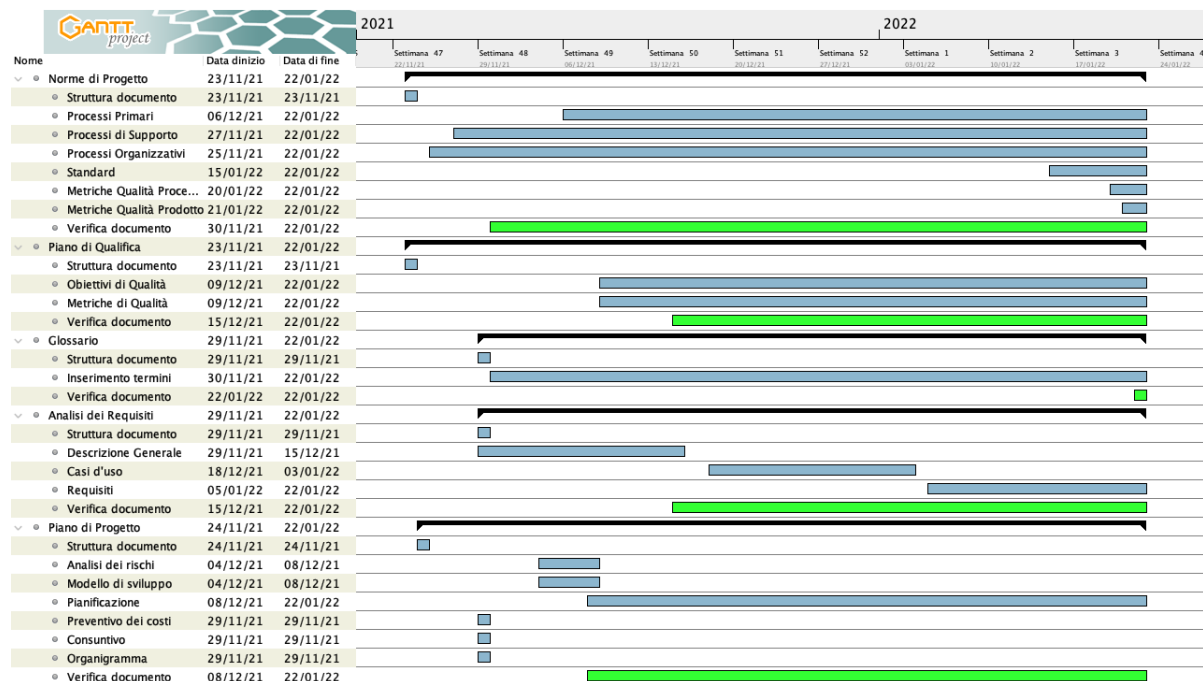 GANTT project
2021 2022
Settimana 47 Settimana 48 Settimana 49 Settimana 50 Settimana 51 Settimana 52 Settimana 1 Settimana 2 Settimana 3 Settimana 4
Nome Data dinizio Data di fine 22/11/21 29/11/21 06/12/21 13/12/21 20/12/21 27/12/21 03/01/22 10/01/22 17/01/22 24/01/22
Norme di Progetto 23/11/21 22/01/22
Struttura documento 23/11/21 23/11/21
Processi Primari 06/12/21 22/01/22
Processi di Supporto 27/11/21 22/01/22
Processi Organizzativi 25/11/21 22/01/22
Standard 15/01/22 22/01/22
Metriche Qualità Proce... 20/01/22 22/01/22
Metriche Qualità Prodotto 21/01/22 22/01/22
Verifica documento 30/11/21 22/01/22
Piano di Qualifica 23/11/21 22/01/22
Struttura documento 23/11/21 23/11/21
Obiettivi di Qualità 09/12/21 22/01/22
Metriche di Qualità 09/12/21 22/01/22
Verifica documento 15/12/21 22/01/22
Glossario 29/11/21 22/01/22
Struttura documento 29/11/21 29/11/21
Inserimento termini 30/11/21 22/01/22
Verifica documento 22/01/22 22/01/22
Analisi dei Requisiti 29/11/21 22/01/22
Struttura documento 29/11/21 29/11/21
Descrizione Generale 29/11/21 15/12/21
Casi d'uso 18/12/21 03/01/22
Requisiti 05/01/22 22/01/22
Verifica documento 15/12/21 22/01/22
Piano di Progetto 24/11/21 22/01/22
Struttura documento 24/11/21 24/11/21
Analisi dei rischi 04/12/21 08/12/21
Modello di sviluppo 04/12/21 08/12/21
Pianificazione 08/12/21 22/01/22
Preventivo dei costi 29/11/21 29/11/21
Consuntivo 29/11/21 29/11/21
Organigramma 29/11/21 29/11/21
Verifica documento 08/12/21 22/01/22